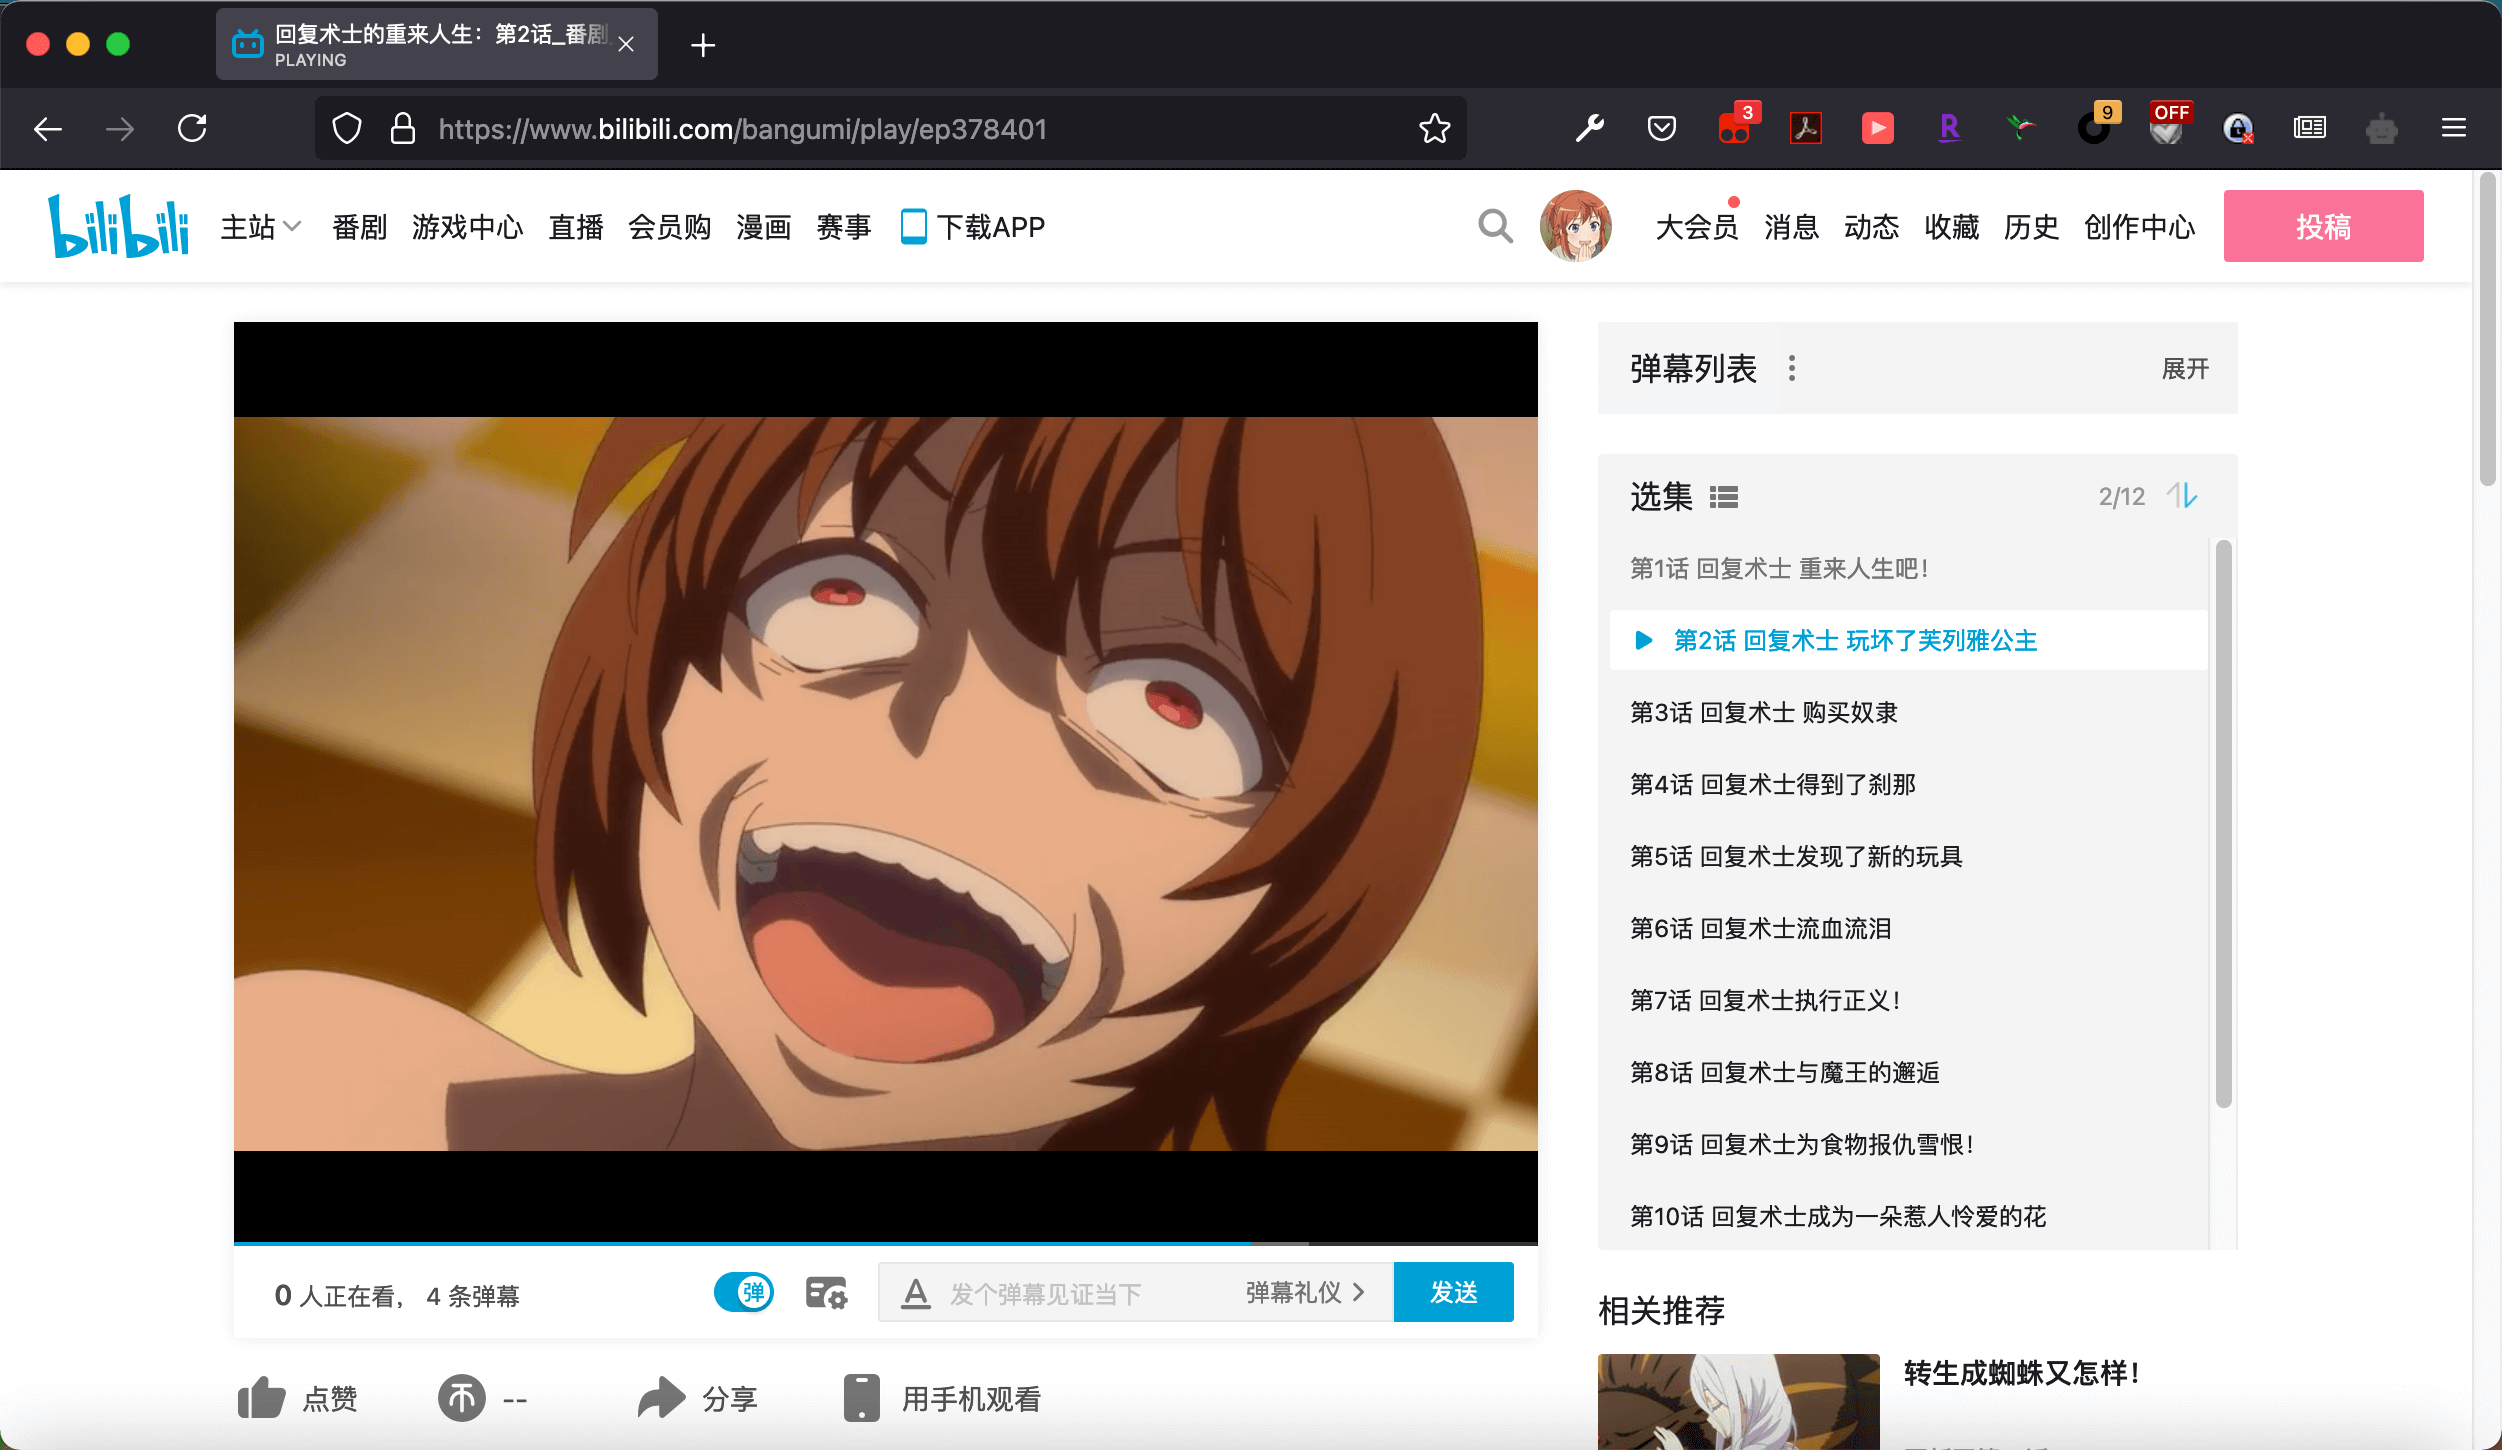 回复术士的重来人生：第2话_番剧
PLAYING
https://www.bilibili.com/bangumi/play/ep378401
3
R
9
OFF
bilibili 主站 番剧 游戏中心 直播 会员购 漫画 赛事 下载APP 大会员 消息 动态 收藏 历史 创作中心 投稿
弹幕列表 展开
选集 2/12
第1话 回复术士 重来人生吧！
第2话 回复术士 玩坏了芙列雅公主
第3话 回复术士 购买奴隶
第4话 回复术士得到了刹那
第5话 回复术士发现了新的玩具
第6话 回复术士流血流泪
第7话 回复术士执行正义！
第8话 回复术士与魔王的邂逅
第9话 回复术士为食物报仇雪恨！
第10话 回复术士成为一朵惹人怜爱的花
0 人正在看， 4 条弹幕 弹 A 发个弹幕见证当下 弹幕礼仪 发送
点赞 -- 分享 用手机观看
相关推荐
转生成蜘蛛又怎样！